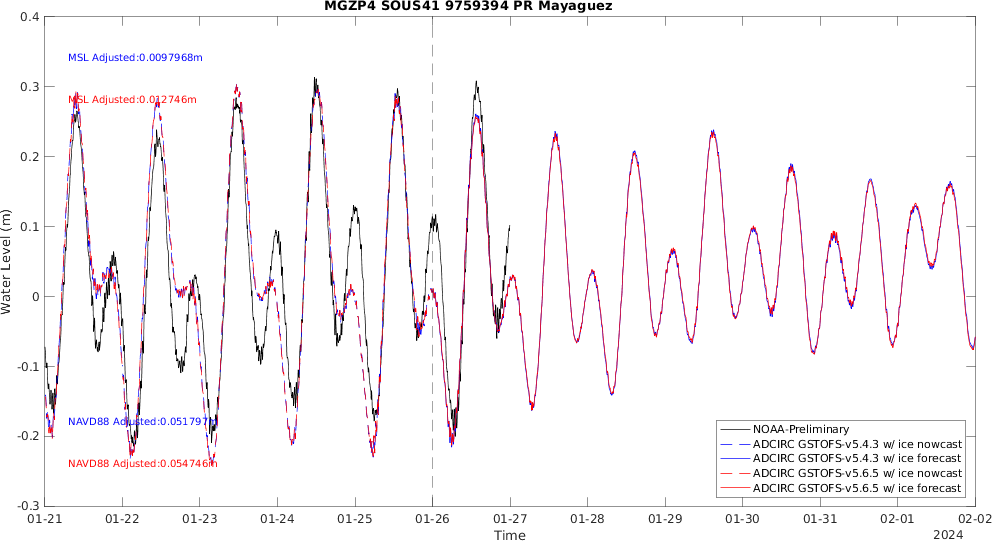 MGZP4 SOUS41 9759394 PR Mayaguez
0.4
0.3
0.2
0.1
0
-0.1
-0.2
-0.3
Water Level (m)
MSL Adjusted:0.0097968m
MSL Adjusted:0.012746m
NAVD88 Adjusted:0.051797m
NAVD88 Adjusted:0.054746m
NOAA-Preliminary
ADCIRC GSTOFS-v5.4.3 w/ ice nowcast
ADCIRC GSTOFS-v5.4.3 w/ ice forecast
ADCIRC GSTOFS-v5.6.5 w/ ice nowcast
ADCIRC GSTOFS-v5.6.5 w/ ice forecast
01-21 01-22 01-23 01-24 01-25 01-26 01-27 01-28 01-29 01-30 01-31 02-01 02-02
Time
2024